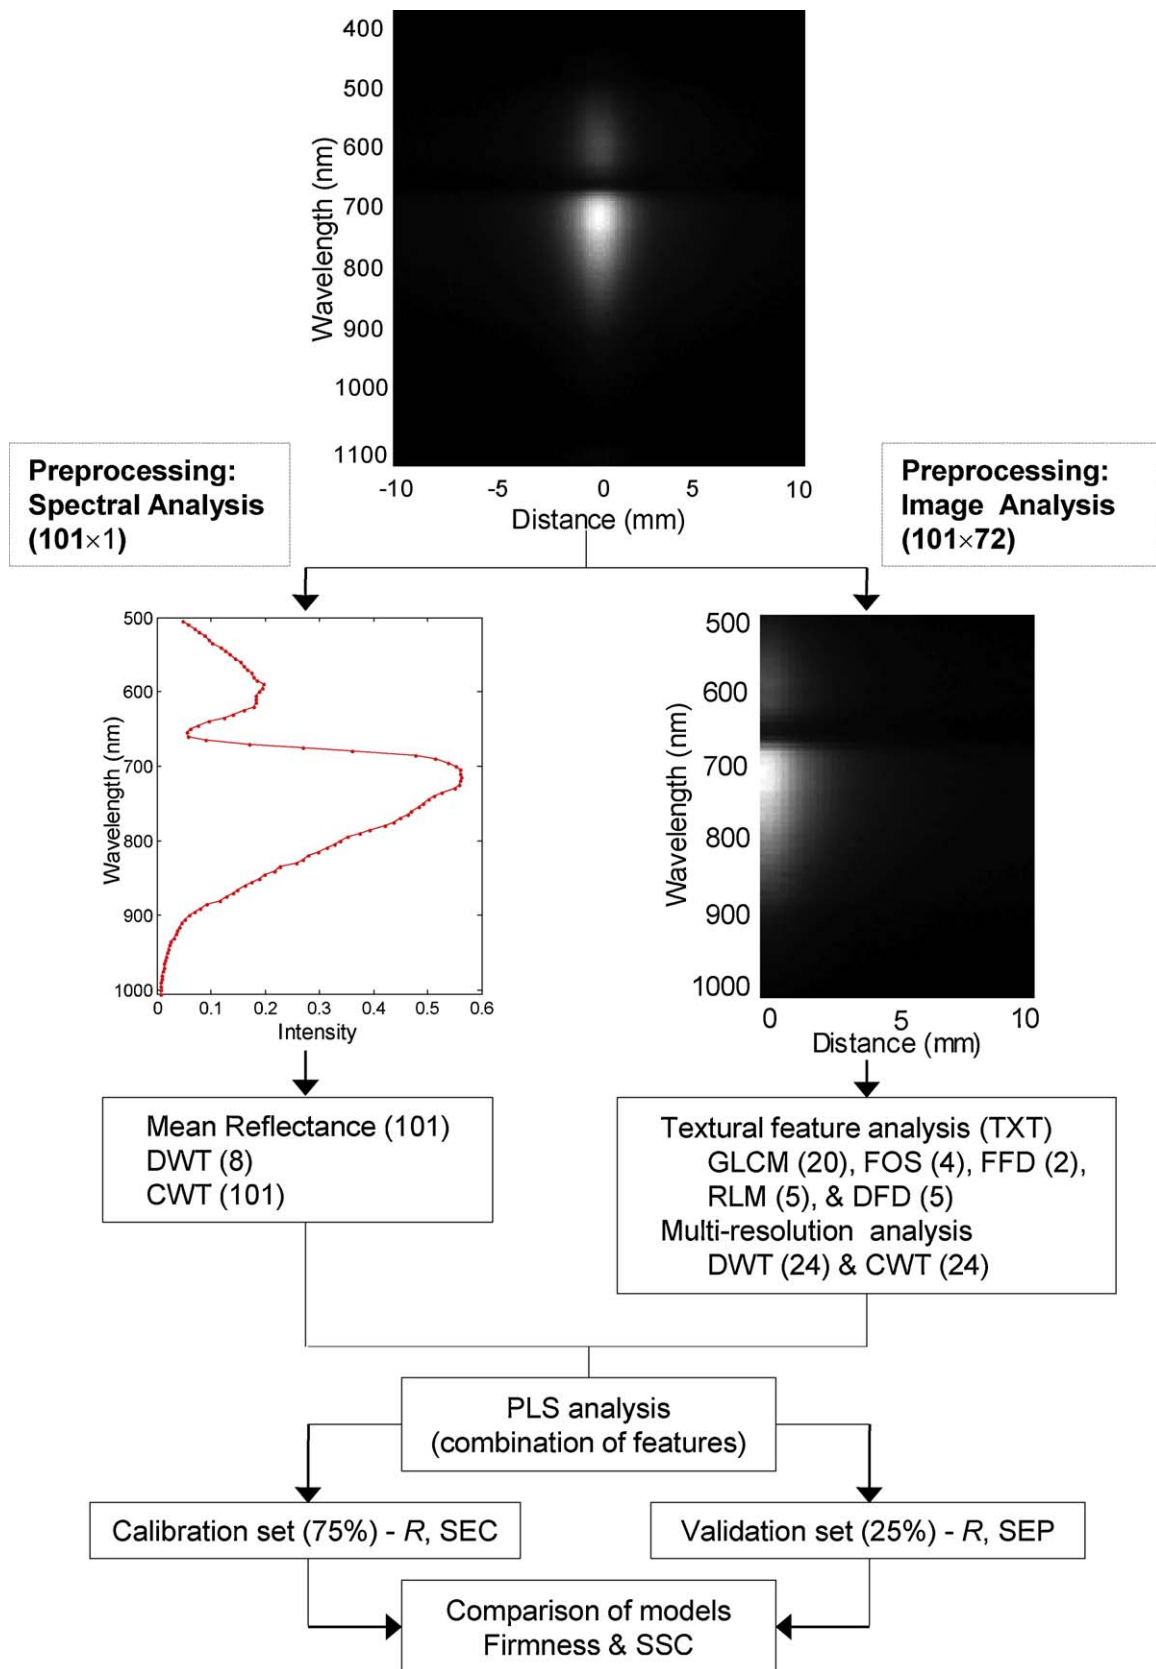 400
500
600
700
800
900
1000
1100
Wavelength (nm)
-10 -5 0 5 10
Distance (mm)
Preprocessing:
Spectral Analysis
(101×1)
Preprocessing:
Image Analysis
(101×72)
500
600
700
800
900
1000
Wavelength (nm)
0 0.1 0.2 0.3 0.4 0.5 0.6
Intensity
500
600
700
800
900
1000
Wavelength (nm)
0 5 10
Distance (mm)
Mean Reflectance (101)
DWT (8)
CWT (101)
Textural feature analysis (TXT)
GLCM (20), FOS (4), FFD (2),
RLM (5), & DFD (5)
Multi-resolution analysis
DWT (24) & CWT (24)
PLS analysis
(combination of features)
Calibration set (75%) - R, SEC
Validation set (25%) - R, SEP
Comparison of models
Firmness & SSC